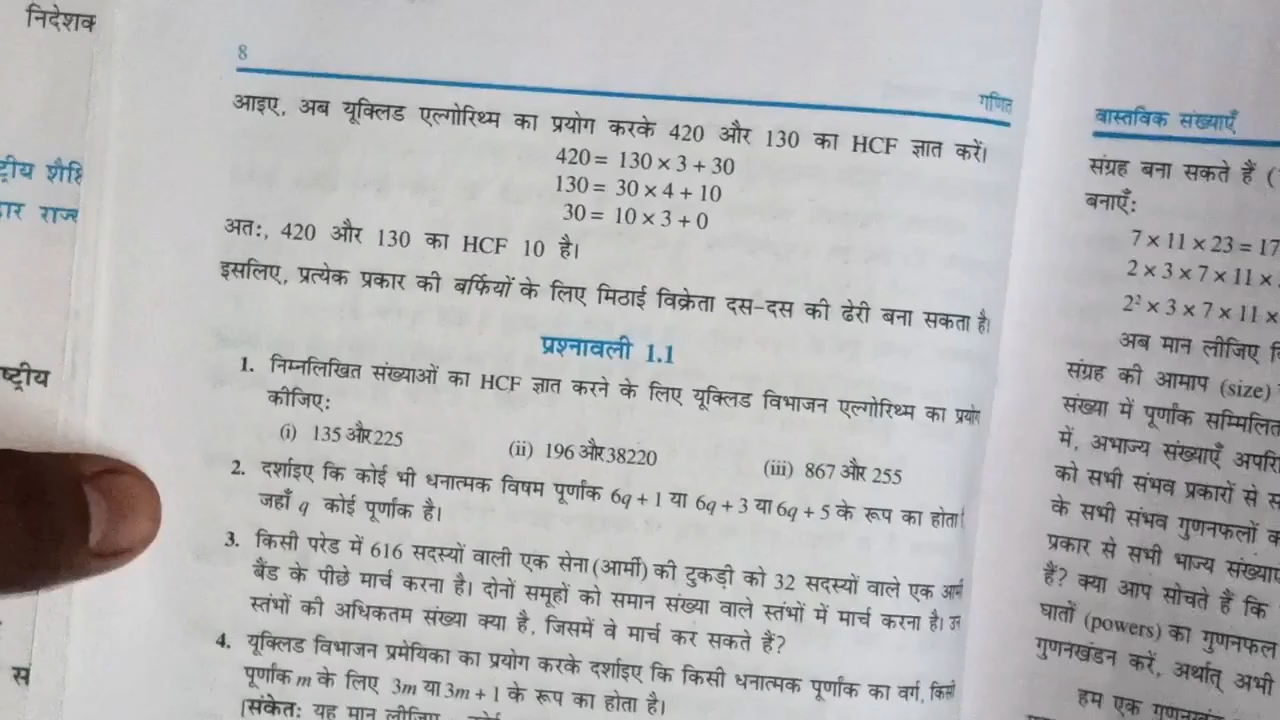 निदेशक
8
गणित
आइए, अब यूक्लिड एल्गोरिथ्म का प्रयोग करके 420 और 130 का HCF ज्ञात करें।
420 = 130 × 3 + 30
130 = 30 × 4 + 10
30 = 10 × 3 + 0
अतः, 420 और 130 का HCF 10 है।
इसलिए, प्रत्येक प्रकार की बर्फियों के लिए मिठाई विक्रेता दस-दस की ढेरी बना सकता है।
प्रश्नावली 1.1
1. निम्नलिखित संख्याओं का HCF ज्ञात करने के लिए यूक्लिड विभाजन एल्गोरिथ्म का
कीजिए:
(i) 135 और 225 (ii) 196 और 38220 (iii) 867 और 255
2. दर्शाइए कि कोई भी धनात्मक विषम पूर्णांक 6q + 1 या 6q + 3 या 6q + 5 के रूप का होता
जहाँ q कोई पूर्णांक है।
3. किसी परेड में 616 सदस्यों वाली एक सेना (आर्मी) की टुकड़ी को 32 सदस्यों वाले एक
बैंड के पीछे मार्च करना है। दोनों समूहों को समान संख्या वाले स्तंभों में मार्च करना है।
स्तंभों की अधिकतम संख्या क्या है, जिसमें वे मार्च कर सकते हैं?
4. यूक्लिड विभाजन प्रमेयिका का प्रयोग करके दर्शाइए कि किसी धनात्मक पूर्णांक का वर्ग,
पूर्णांक m के लिए 3m या 3m + 1 के रूप का होता है।
[संकेत: यह मान लीजिए
वास्तविक संख्याएँ
संग्रह बना सकते हैं (
बनाएँ:
7 × 11 × 23 = 17
2 × 3 × 7 × 11 ×
2² × 3 × 7 × 11 ×
अब मान लीजिए
संग्रह की आमाप (size)
संख्या में पूर्णांक सम्मिलित
में, अभाज्य संख्याएँ
को सभी संभव प्रकारों से
के सभी संभव गुणनफलों
प्रकार से सभी भाज्य
हैं? क्या आप सोचते हैं कि
घातों (powers) का गुणनफल
गुणनखंडन करें, अर्थात् अभी
हम एक